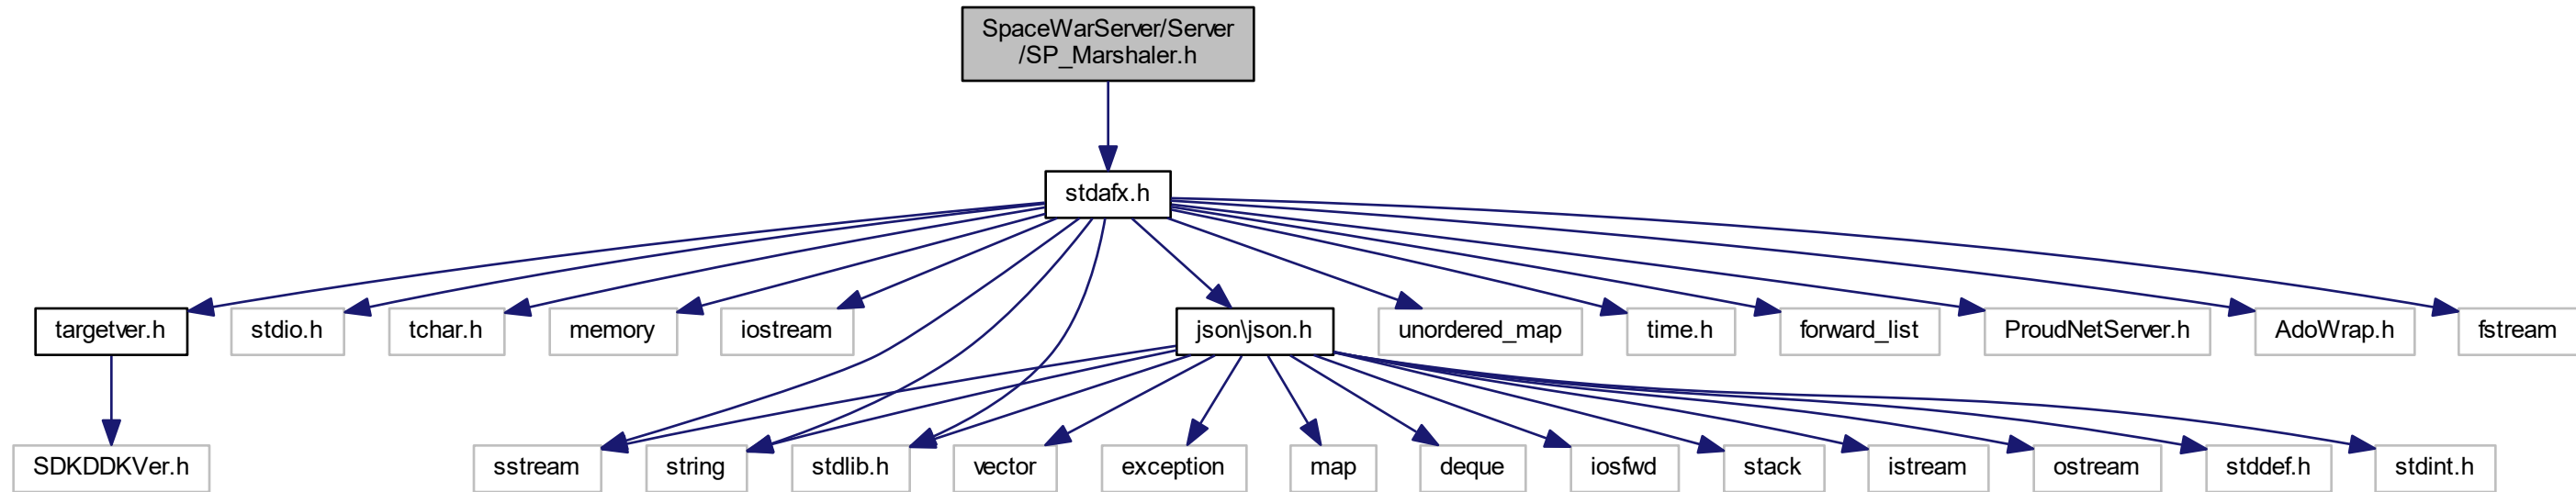 SpaceWarServer/Server
/SP_Marshaler.h
stdafx.h
targetver.h
stdio.h
tchar.h
memory
iostream
json\json.h
unordered_map
time.h
forward_list
ProudNetServer.h
AdoWrap.h
fstream
SDKDDKVer.h
sstream
string
stdlib.h
vector
exception
map
deque
iosfwd
stack
istream
ostream
stddef.h
stdint.h